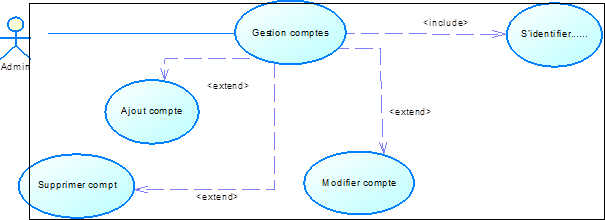 <include>
Gestion comptes
S'identifier......
Admin
<extend>
Ajout compte
<extend>
Supprimer compt
Modifier compte
<extend>